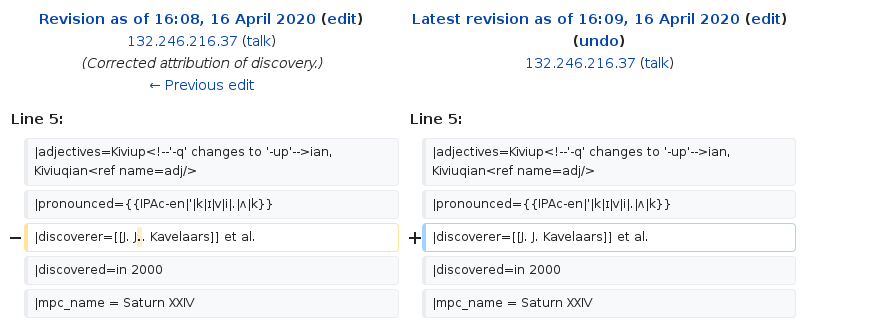 Revision as of 16:08, 16 April 2020 (edit)
132.246.216.37 (talk)
(Corrected attribution of discovery.)
← Previous edit
Latest revision as of 16:09, 16 April 2020 (edit)
(undo)
132.246.216.37 (talk)
Line 5:
Line 5:
|adjectives=Kiviup<!--'-q' changes to '-up'-->ian,
Kiviuqian<ref name=adj/>
|adjectives=Kiviup<!--'-q' changes to '-up'-->ian,
Kiviuqian<ref name=adj/>
|pronounced={{IPAc-en|'|k|ɪ|v|i|.|ʌ|k}}
|pronounced={{IPAc-en|'|k|ɪ|v|i|.|ʌ|k}}
− |discoverer=[[J. J.. Kavelaars]] et al.
+ |discoverer=[[J. J. Kavelaars]] et al.
|discovered=in 2000
|discovered=in 2000
|mpc_name = Saturn XXIV
|mpc_name = Saturn XXIV